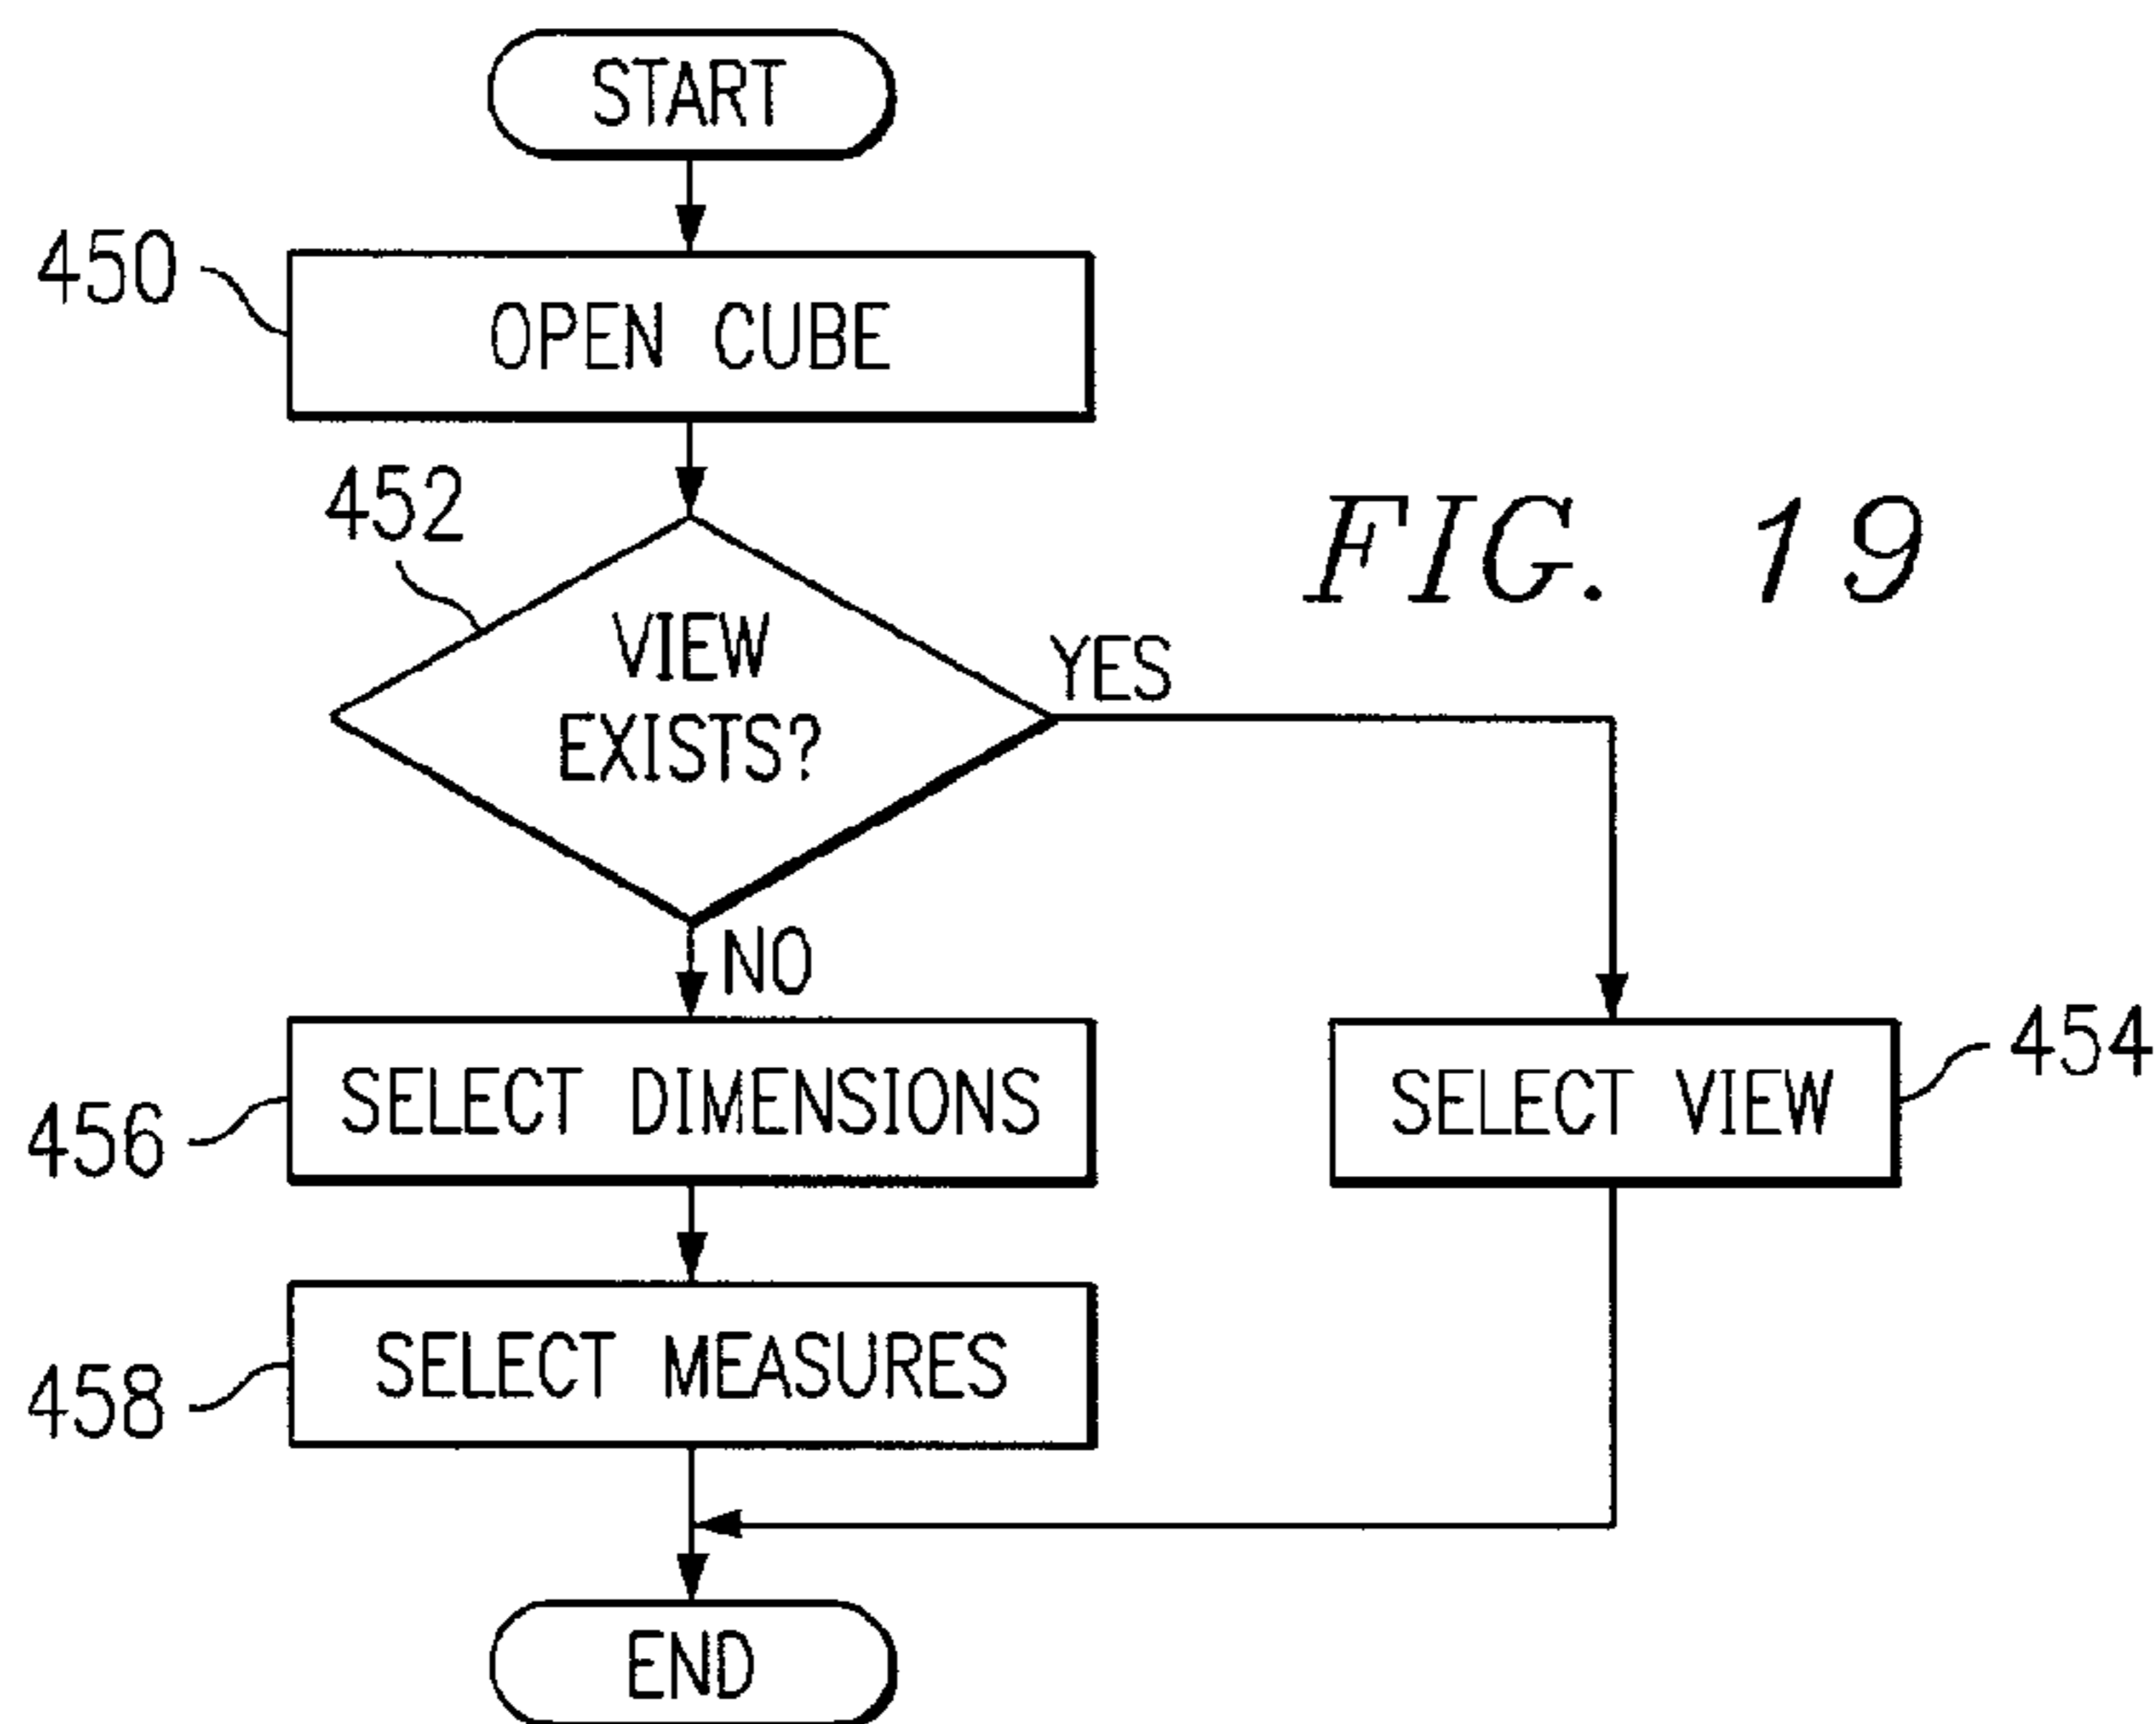 START
450
OPEN CUBE
452
FIG. 19
VIEW
EXISTS?
YES
NO
SELECT DIMENSIONS
SELECT VIEW
454
456
SELECT MEASURES
458
END